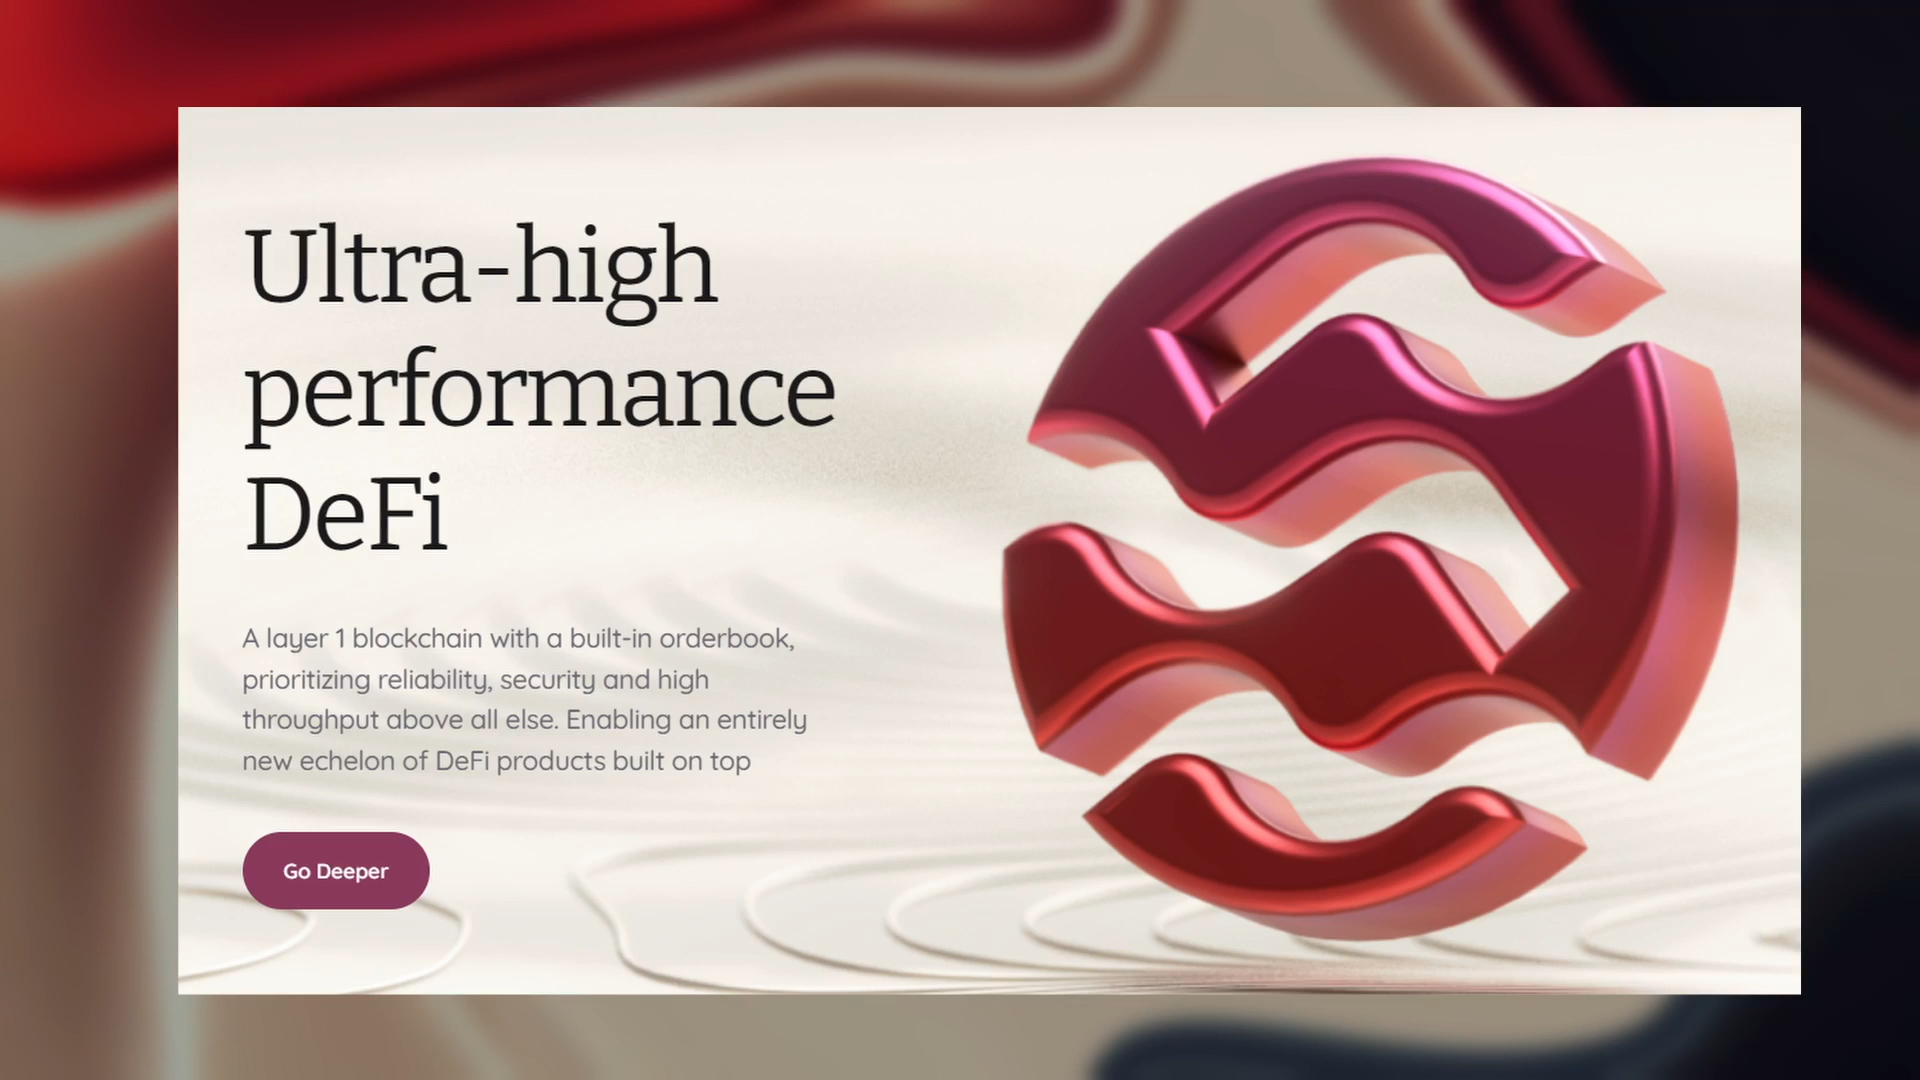 Ultra-high
performance
DeFi
A layer 1 blockchain with a built-in orderbook,
prioritizing reliability, security and high
throughput above all else. Enabling an entirely
new echelon of DeFi products built on top
Go Deeper